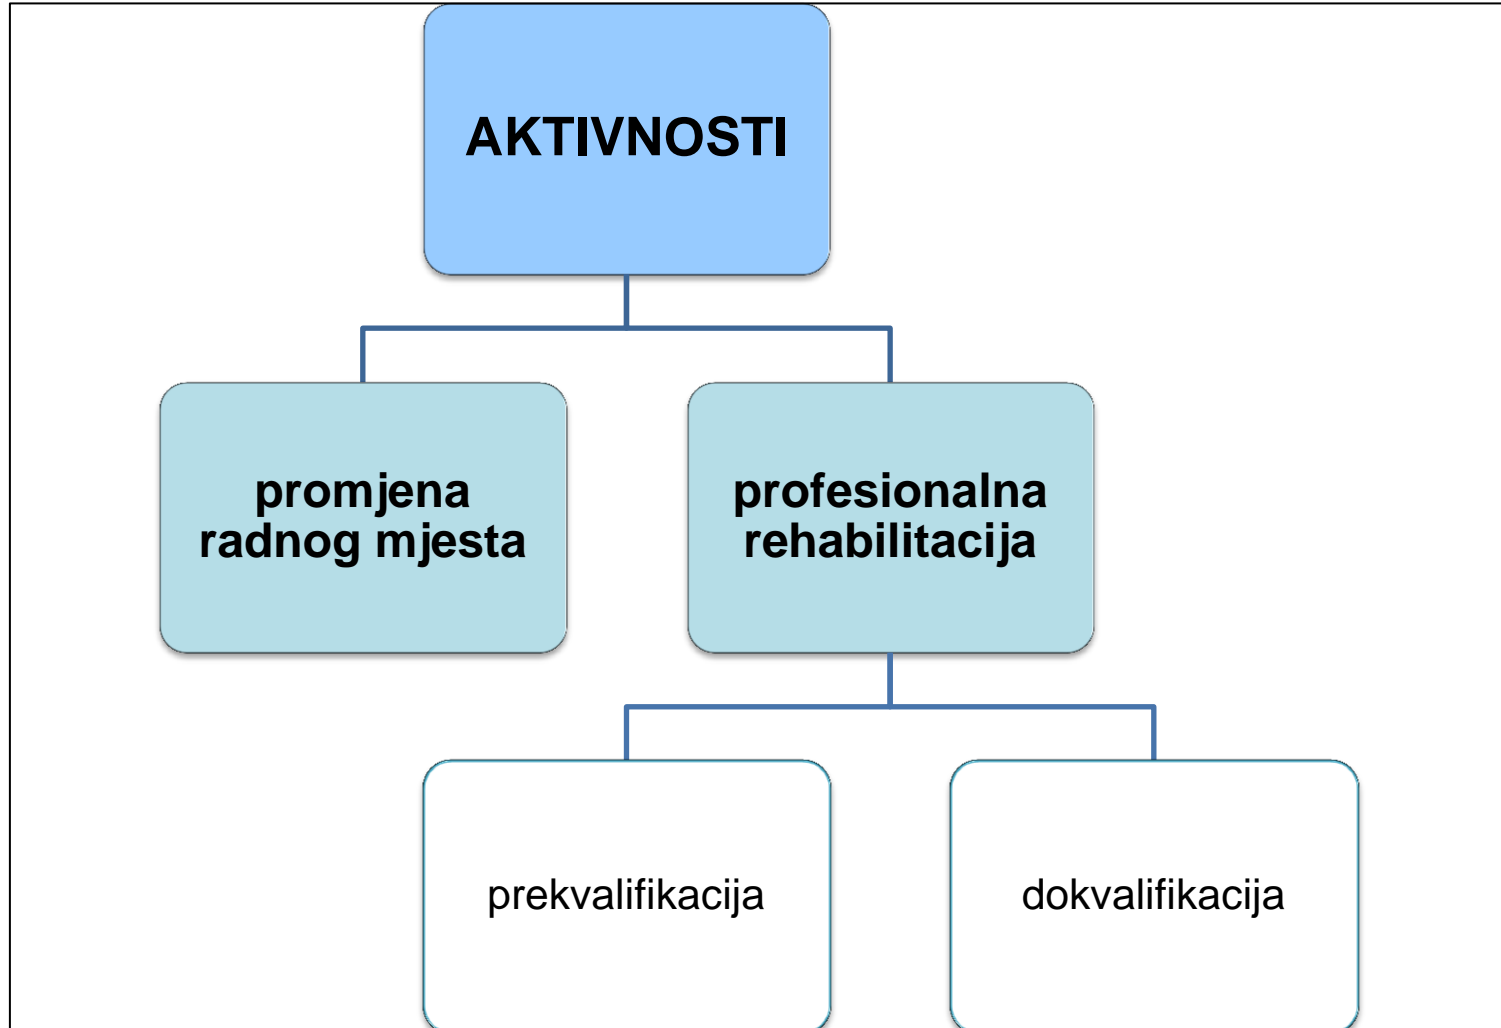 AKTIVNOSTI
promjena
radnog mjesta
profesionalna
rehabilitacija
prekvalifikacija
dokvalifikacija